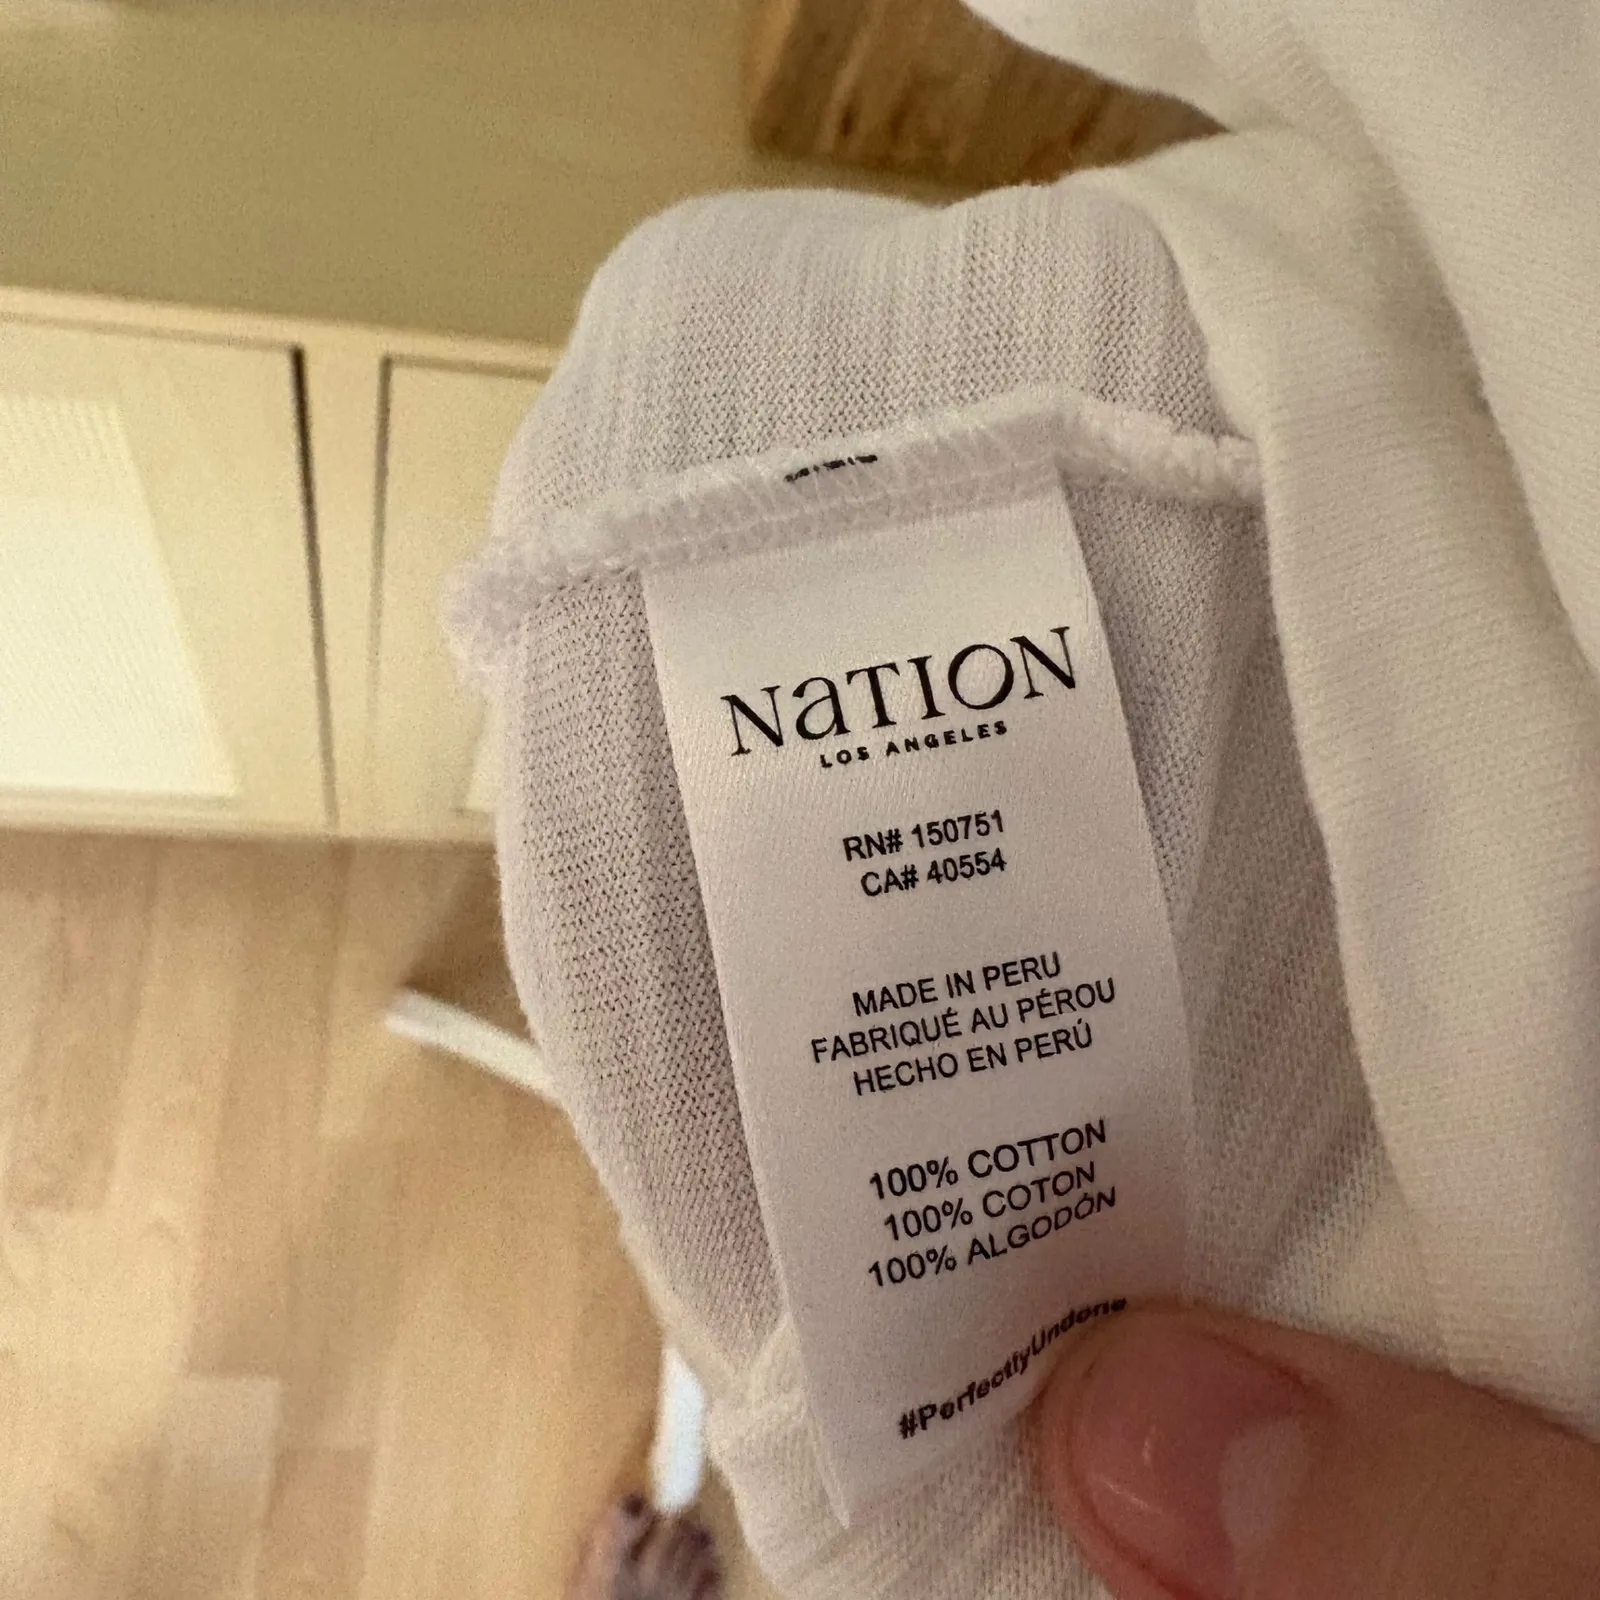 NaTION
LOS ANGELES
RN# 150751
CA# 40554
MADE IN PERU
FABRIQUÉ AU PÉROU
HECHO EN PERÚ
100% COTTON
100% COTON
100% ALGODÓN
#PerfectlyUndone